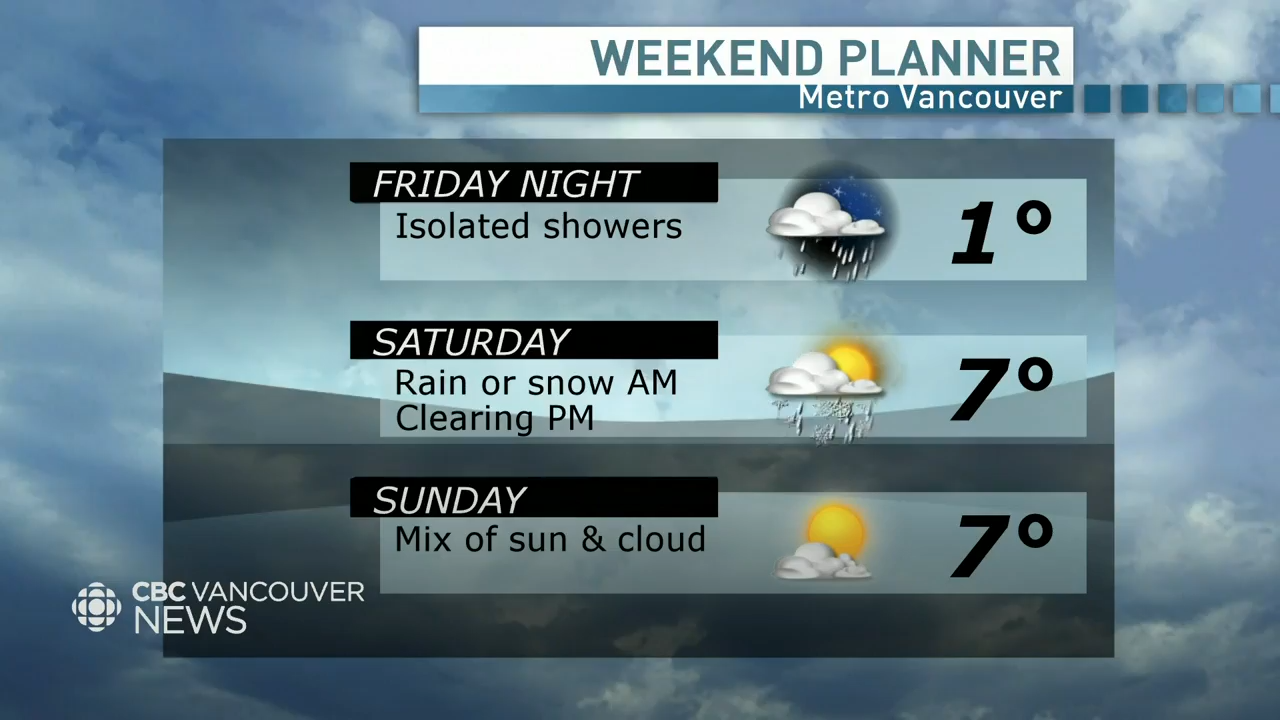 WEEKEND PLANNER
Metro Vancouver
FRIDAY NIGHT
Isolated showers
1°
SATURDAY
Rain or snow AM
Clearing PM
7°
SUNDAY
Mix of sun & cloud
7°
CBC VANCOUVER
NEWS